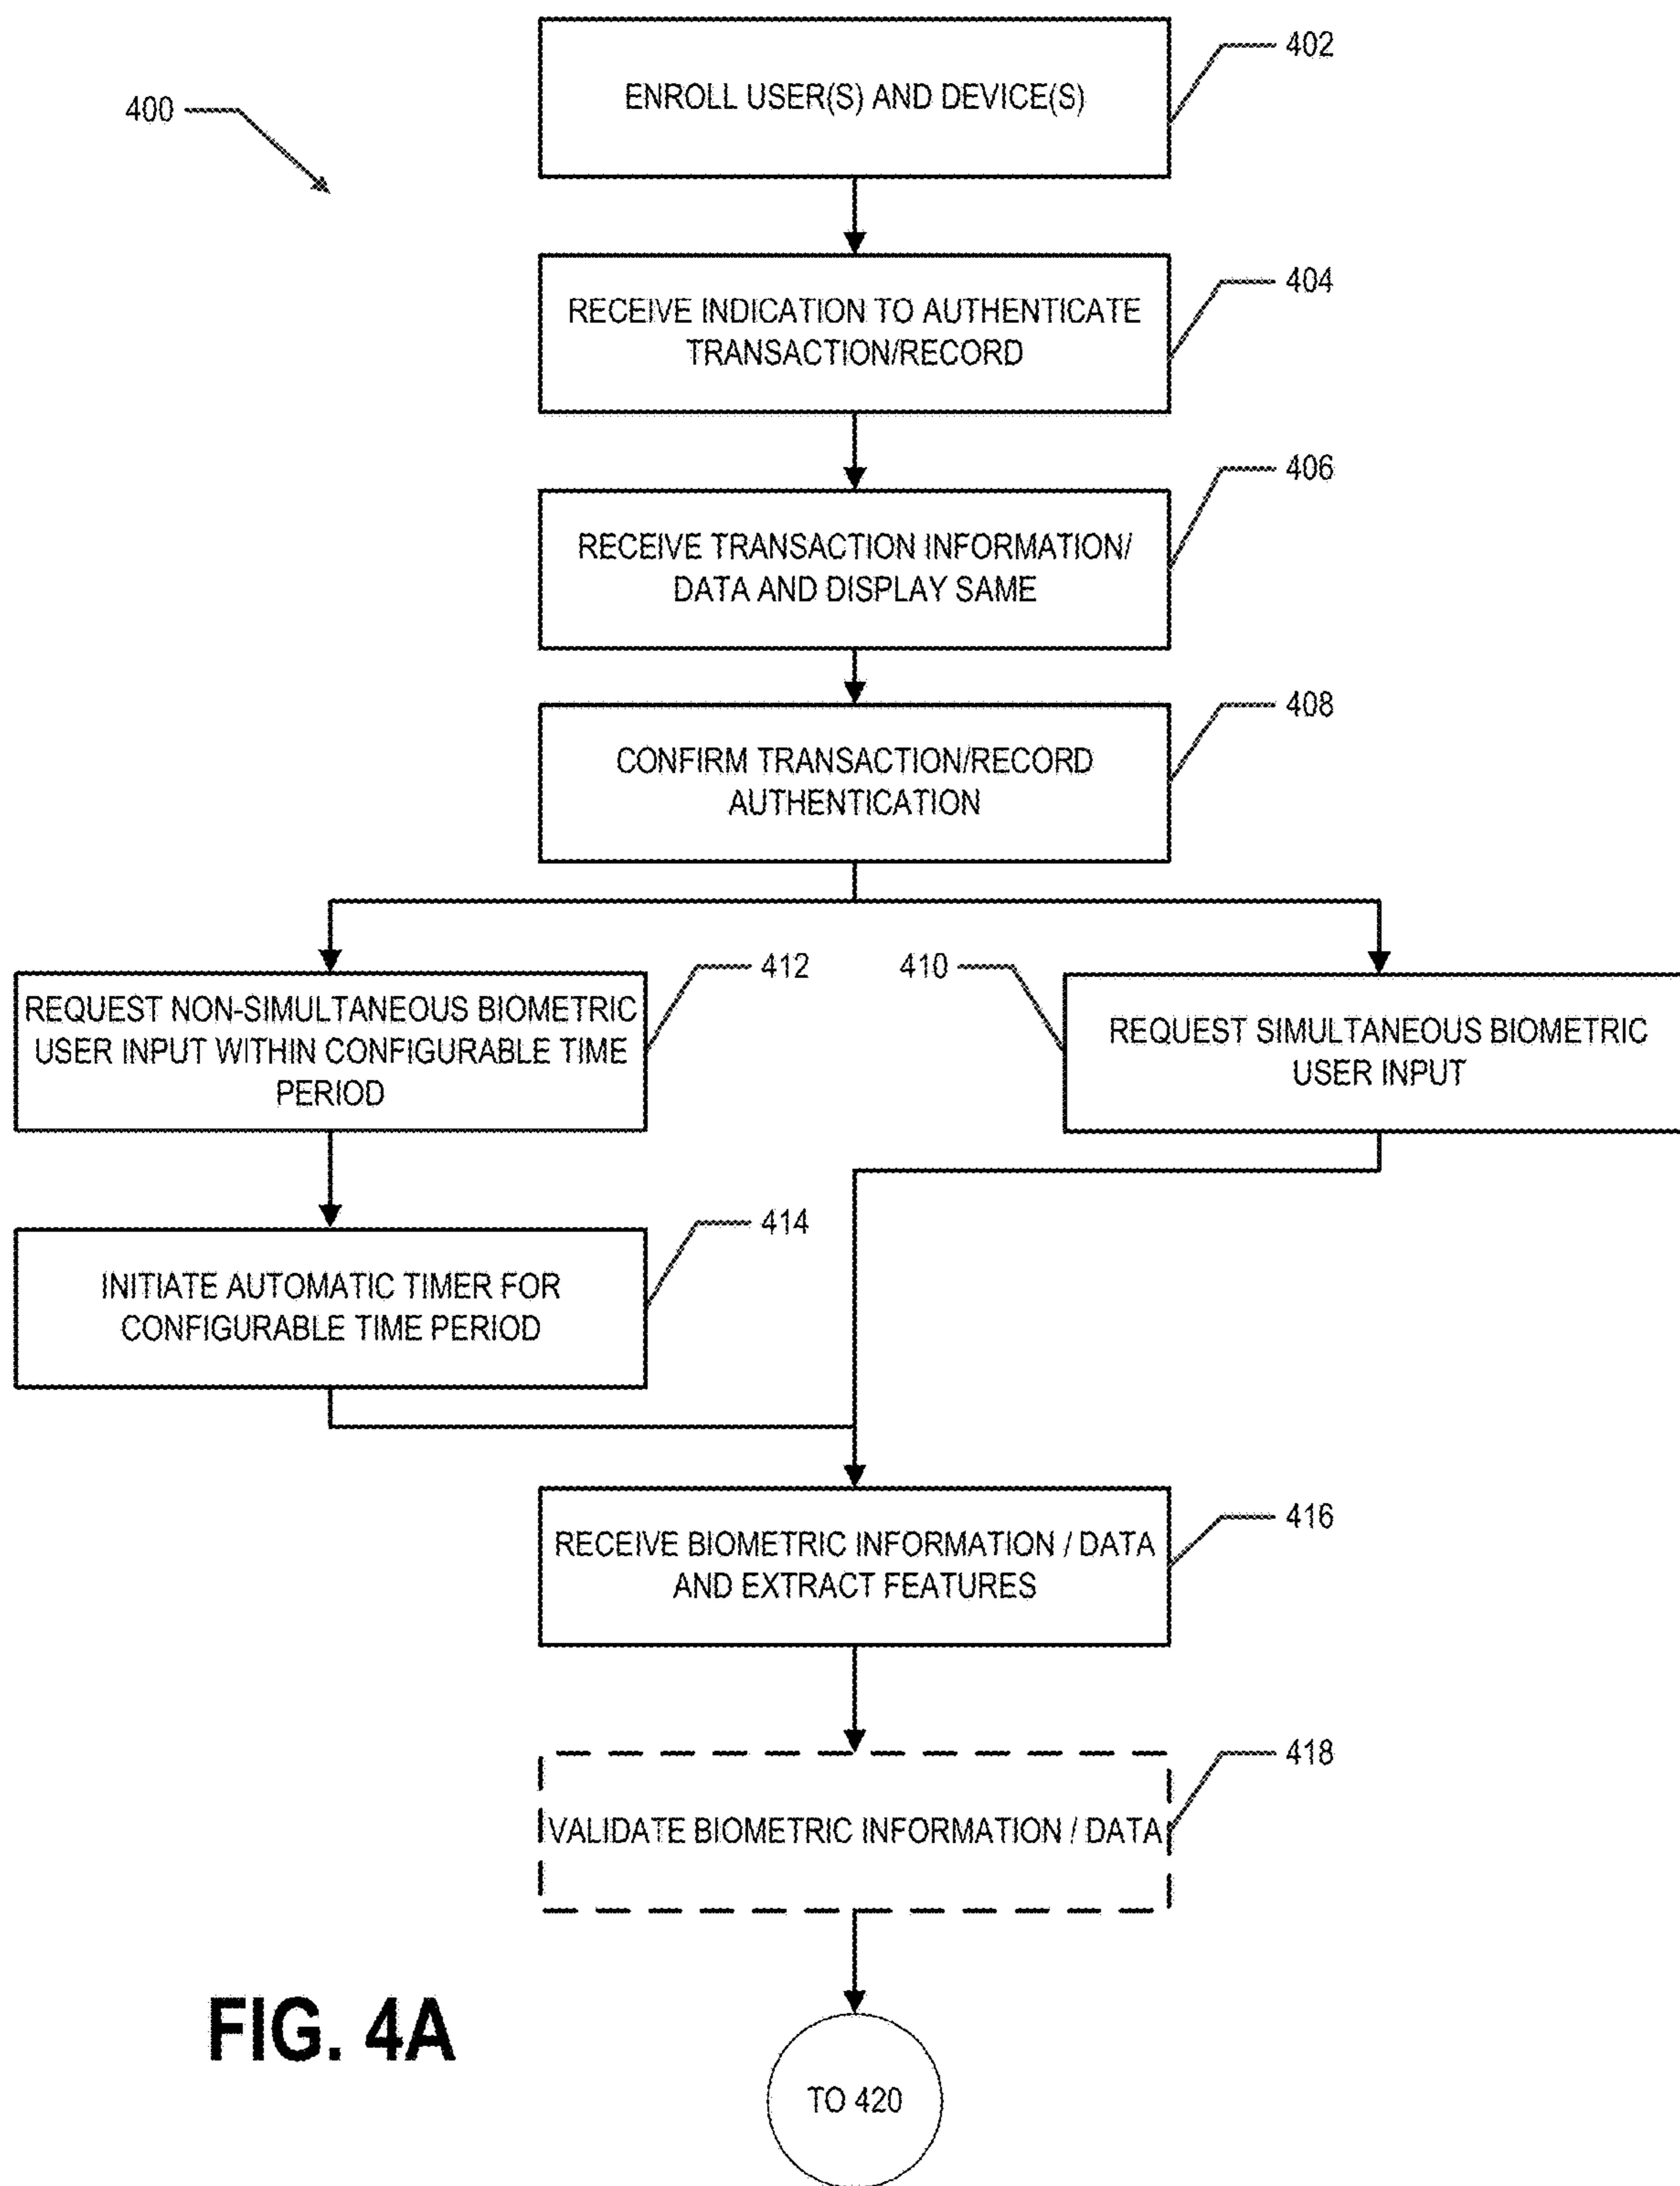 402
ENROLL USER(S) AND DEVICE(S)
400
404
RECEIVE INDICATION TO AUTHENTICATE
TRANSACTION/RECORD
406
RECEIVE TRANSACTION INFORMATION/
DATA AND DISPLAY SAME
408
CONFIRM TRANSACTION/RECORD
AUTHENTICATION
412
REQUEST NON-SIMULTANEOUS BIOMETRIC
USER INPUT WITHIN CONFIGURABLE TIME
PERIOD
410
REQUEST SIMULTANEOUS BIOMETRIC
USER INPUT
414
INITIATE AUTOMATIC TIMER FOR
CONFIGURABLE TIME PERIOD
416
RECEIVE BIOMETRIC INFORMATION / DATA
AND EXTRACT FEATURES
418
VALIDATE BIOMETRIC INFORMATION / DATA
FIG. 4A
TO 420